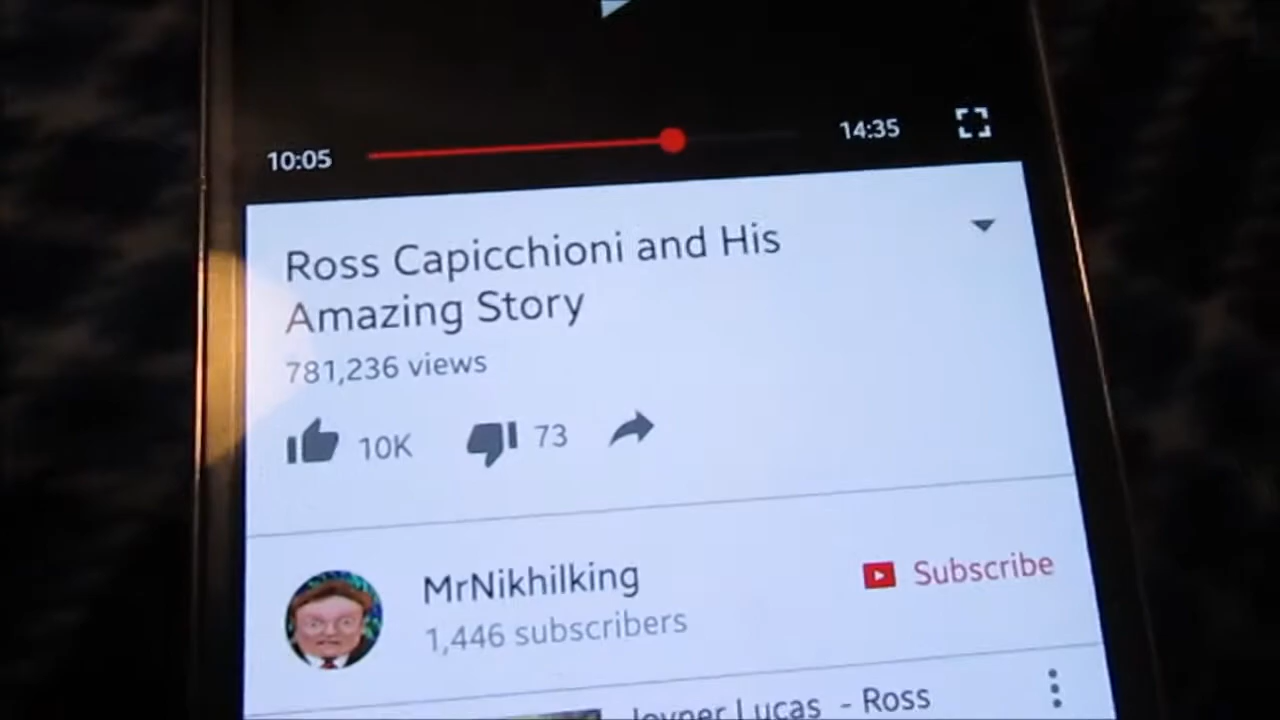 10:05 14:35
Ross Capicchioni and His
Amazing Story
781,236 views
10K 73
MrNikhilking Subscribe
1,446 subscribers
Joyner Lucas - Ross